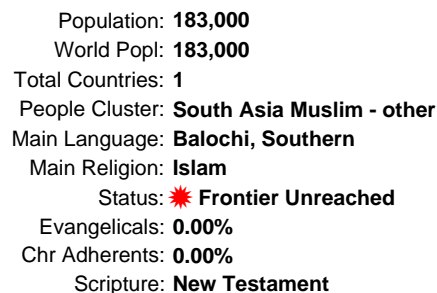 Population: 183,000
World Popl: 183,000
Total Countries: 1
People Cluster: South Asia Muslim - other
Main Language: Balochi, Southern
Main Religion: Islam
Status: Frontier Unreached
Evangelicals: 0.00%
Chr Adherents: 0.00%
Scripture: New Testament